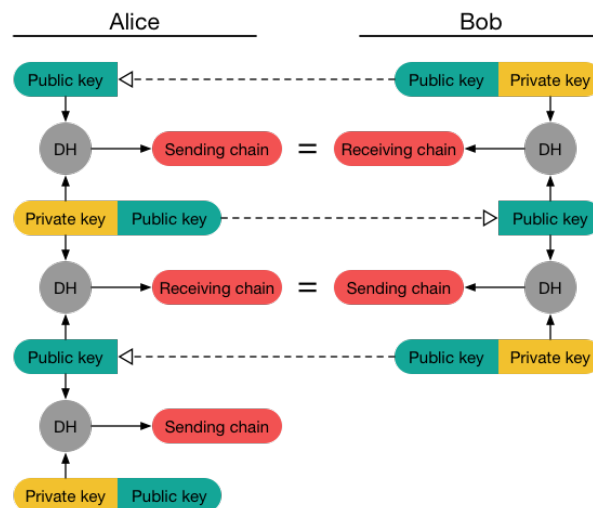 Alice Bob
Public key Public key Private key
DH Sending chain = Receiving chain DH
Private key Public key Public key
DH Receiving chain = Sending chain DH
Public key Public key Private key
DH Sending chain
Private key Public key